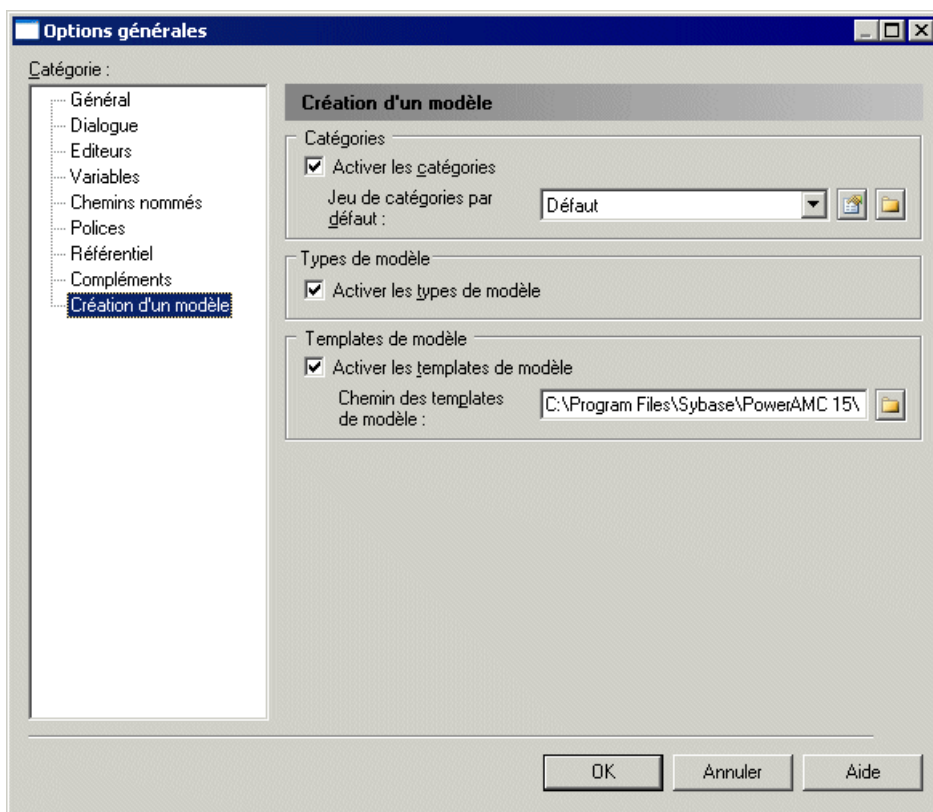 Options générales
Catégorie :
Général
Dialogue
Editeurs
Variables
Chemins nommés
Polices
Référentiel
Compléments
Création d'un modèle
Création d'un modèle
Catégories
Activer les catégories
Jeu de catégories par
défaut :
Défaut
Types de modèle
Activer les types de modèle
Templates de modèle
Activer les templates de modèle
Chemin des templates
de modèle :
C:\Program Files\Sybase\PowerAMC 15\
OK
Annuler
Aide